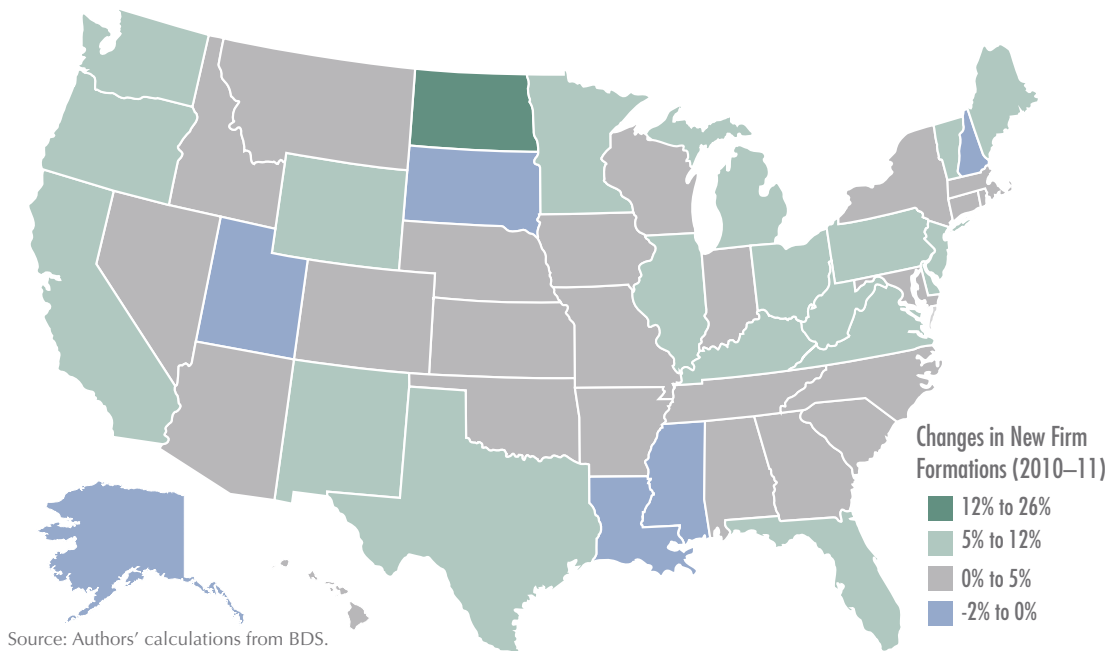 Changes in New Firm
Formations (2010–11)
12% to 26%
5% to 12%
0% to 5%
-2% to 0%
Source: Authors’ calculations from BDS.